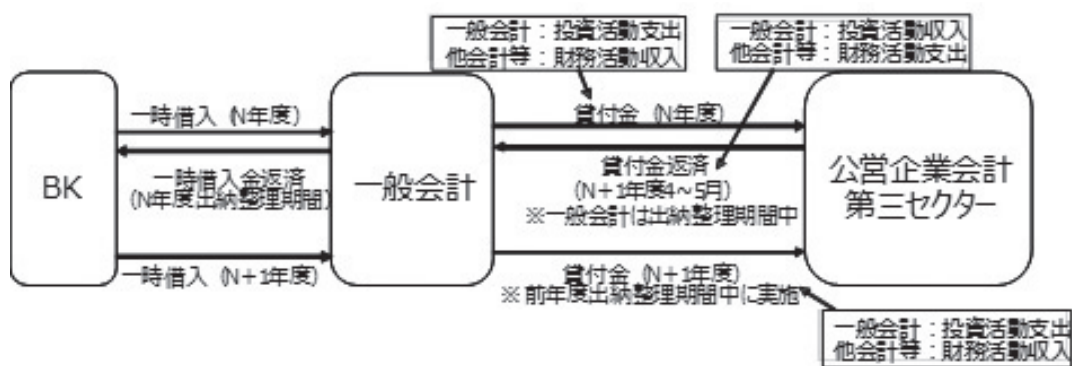 一般会計：投資活動支出
他会計等：財務活動収入
一般会計：投資活動収入
他会計等：財務活動支出
BK
一時借入（N年度）
一時借入金返済
（N年度出納整理期間）
一時借入（N＋1年度）
一般会計
貸付金（N年度）
貸付金返済
（N＋1年度4～5月）
※一般会計は出納整理期間中
貸付金（N＋1年度）
※前年度出納整理期間中に実施
公営企業会計
第三セクター
一般会計：投資活動支出
他会計等：財務活動収入